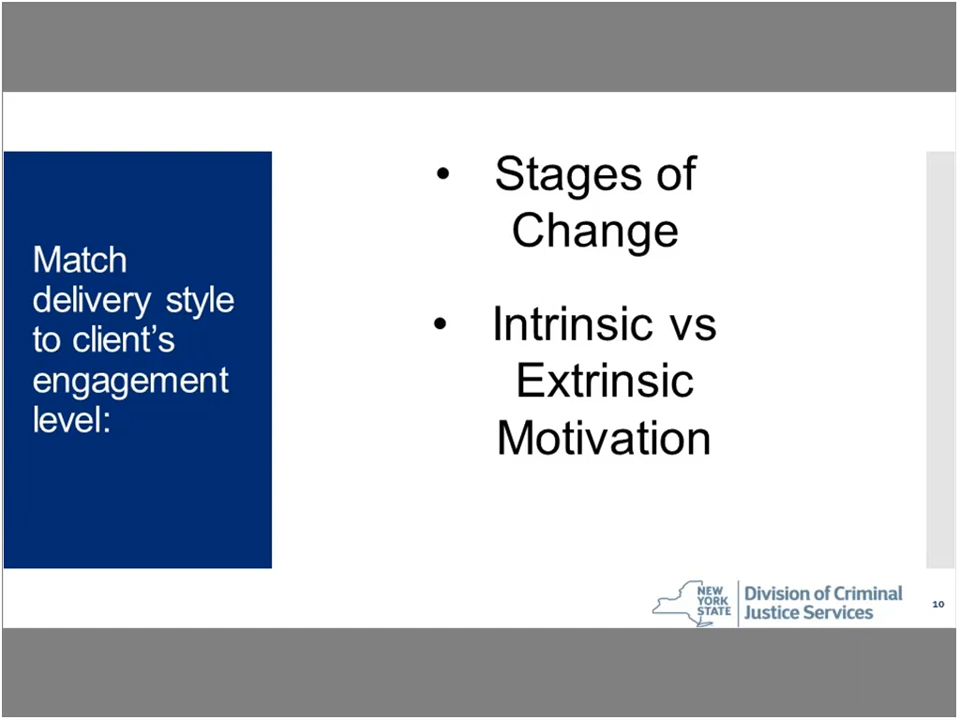 Match
delivery style
to client's
engagement
level:
• Stages of
Change
• Intrinsic vs
Extrinsic
Motivation
NEW
YORK
STATE
Division of Criminal
Justice Services
10